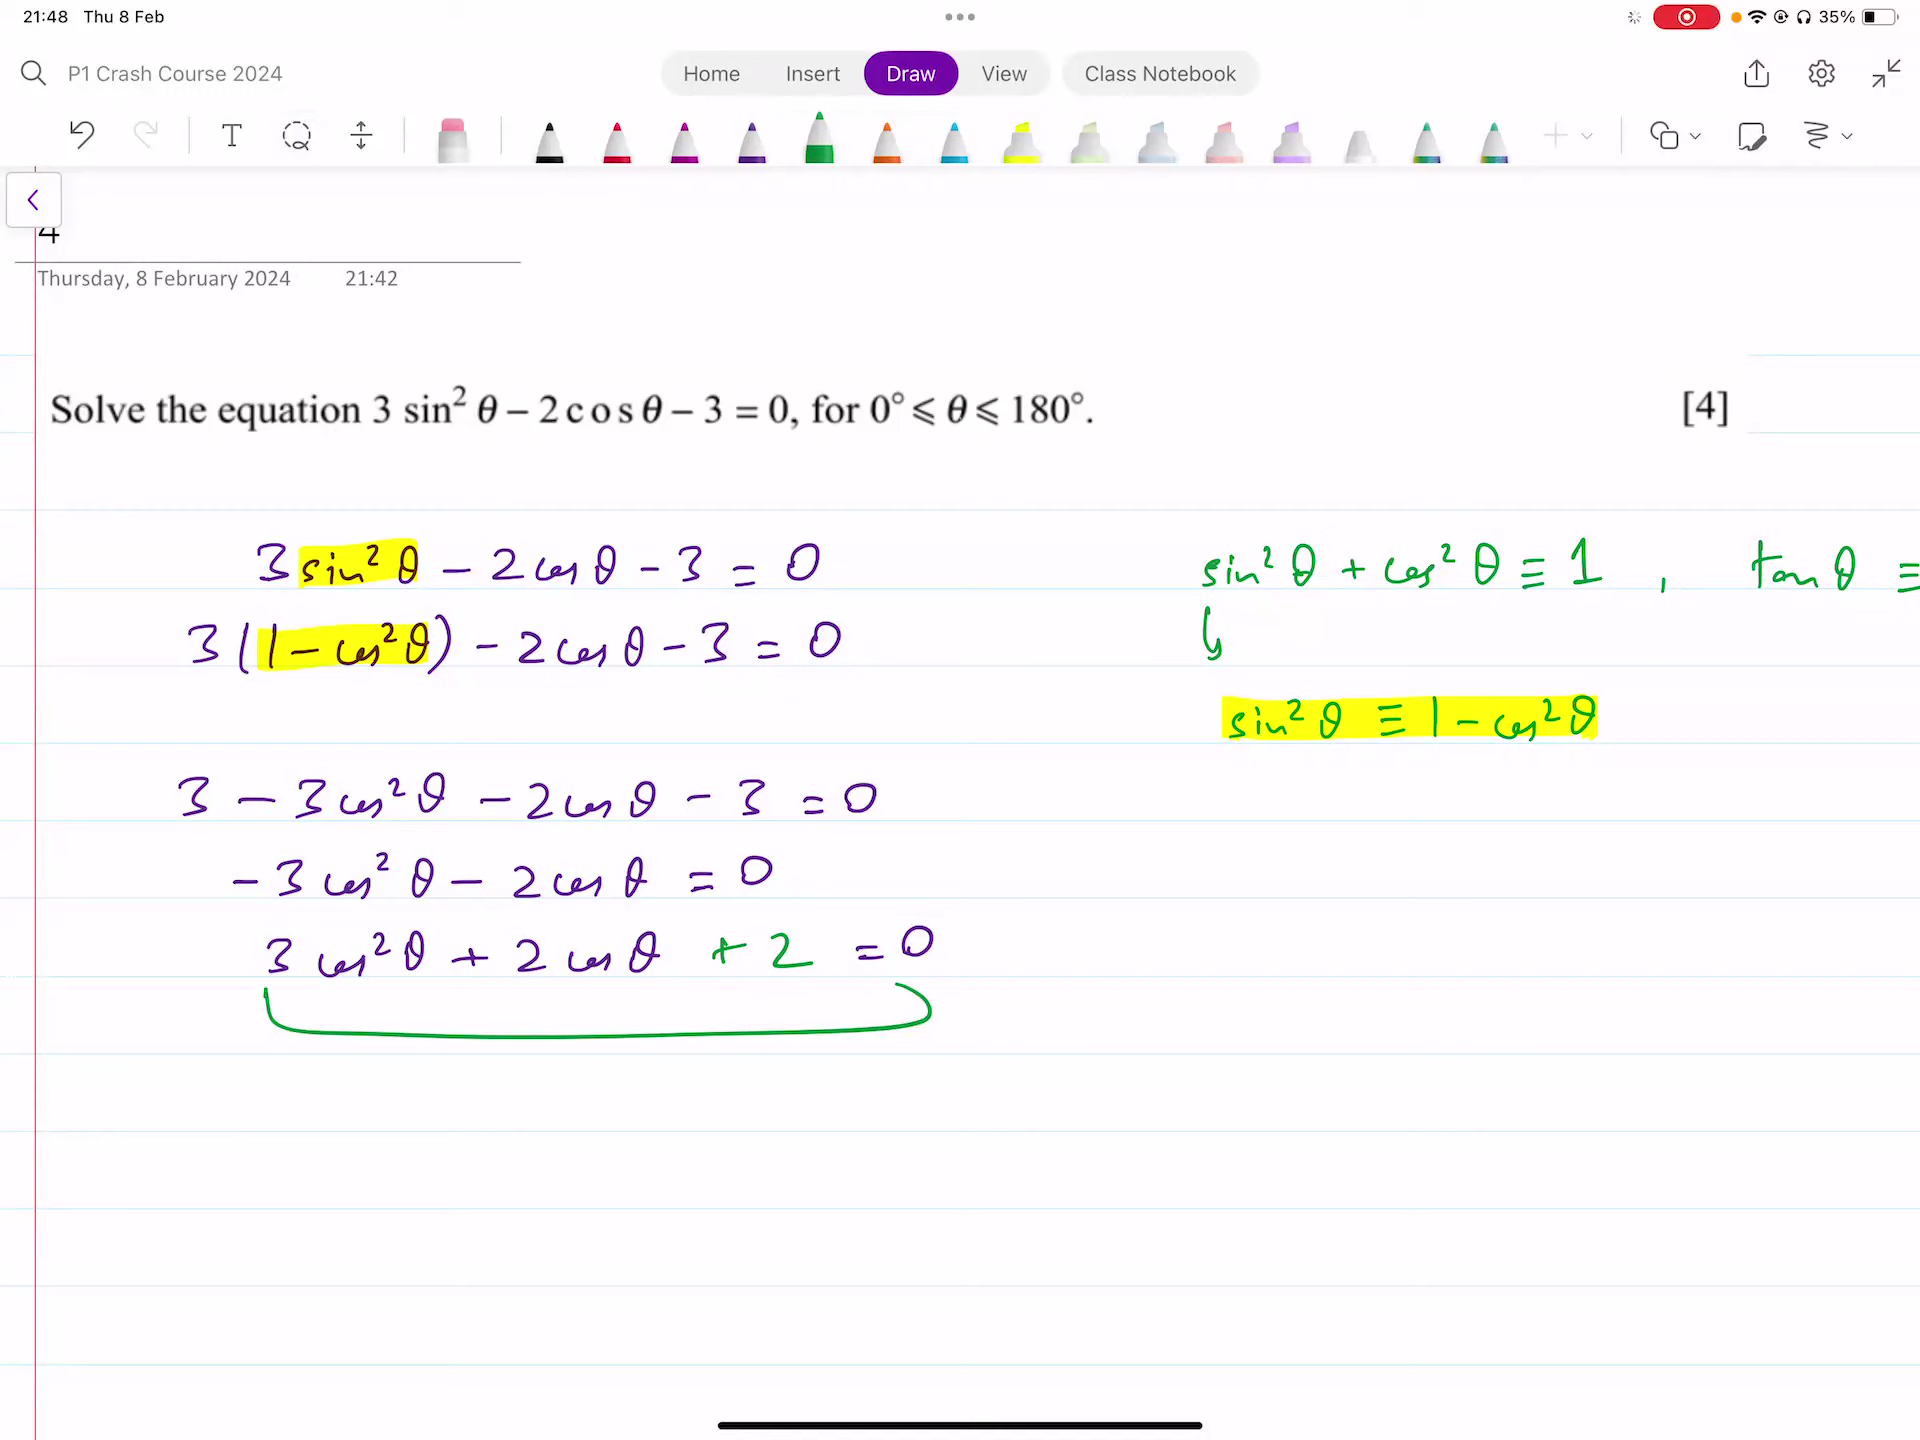 21:48 Thu 8 Feb 35%
P1 Crash Course 2024 Home Insert Draw View Class Notebook
T
4
Thursday, 8 February 2024 21:42
Solve the equation 3 sin² θ – 2 cos θ – 3 = 0, for 0° ⩽ θ ⩽ 180°. [4]
3 sin² θ – 2 cos θ – 3 = 0
3 (1 – cos² θ) – 2 cos θ – 3 = 0
3 – 3 cos² θ – 2 cos θ – 3 = 0
– 3 cos² θ – 2 cos θ = 0
3 cos² θ + 2 cos θ + 2 = 0
sin² θ + cos² θ ≡ 1 , tan θ ≡
sin² θ ≡ 1 – cos² θ